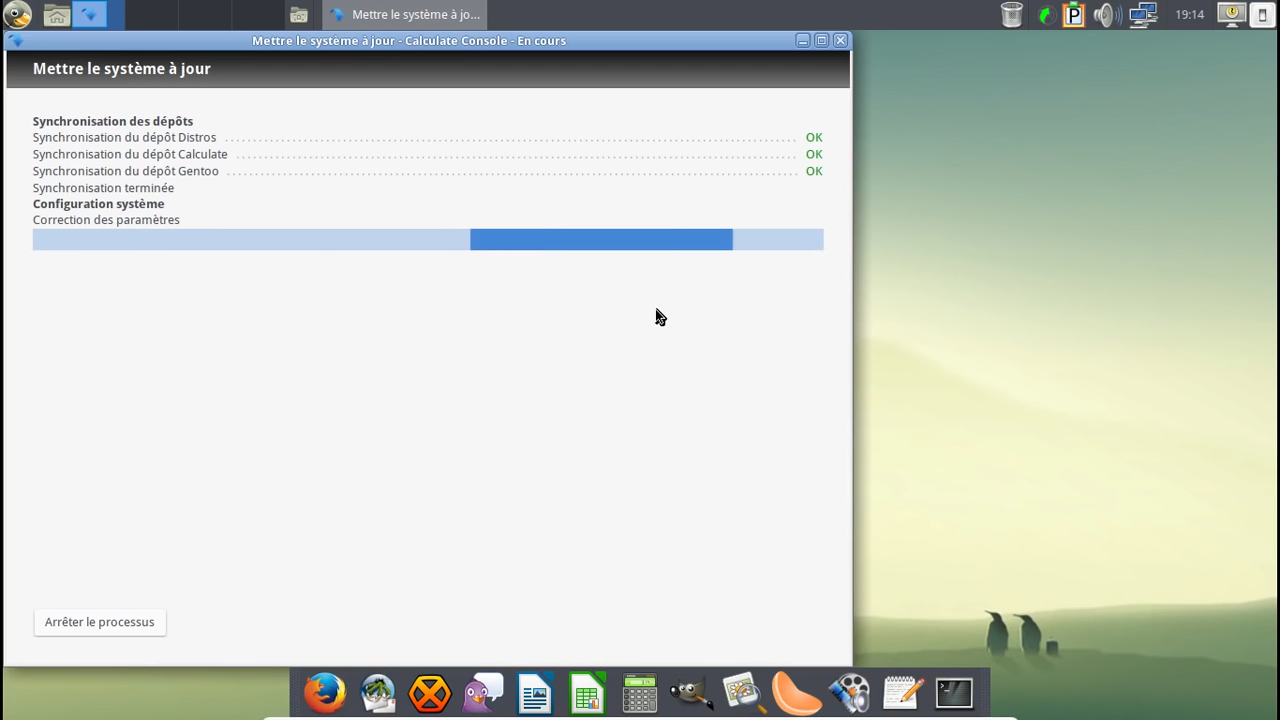 Mettre le système à jo...
19:14
Mettre le système à jour - Calculate Console - En cours
Mettre le système à jour
Synchronisation des dépôts
Synchronisation du dépôt Distros OK
Synchronisation du dépôt Calculate OK
Synchronisation du dépôt Gentoo OK
Synchronisation terminée
Configuration système
Correction des paramètres
Arrêter le processus